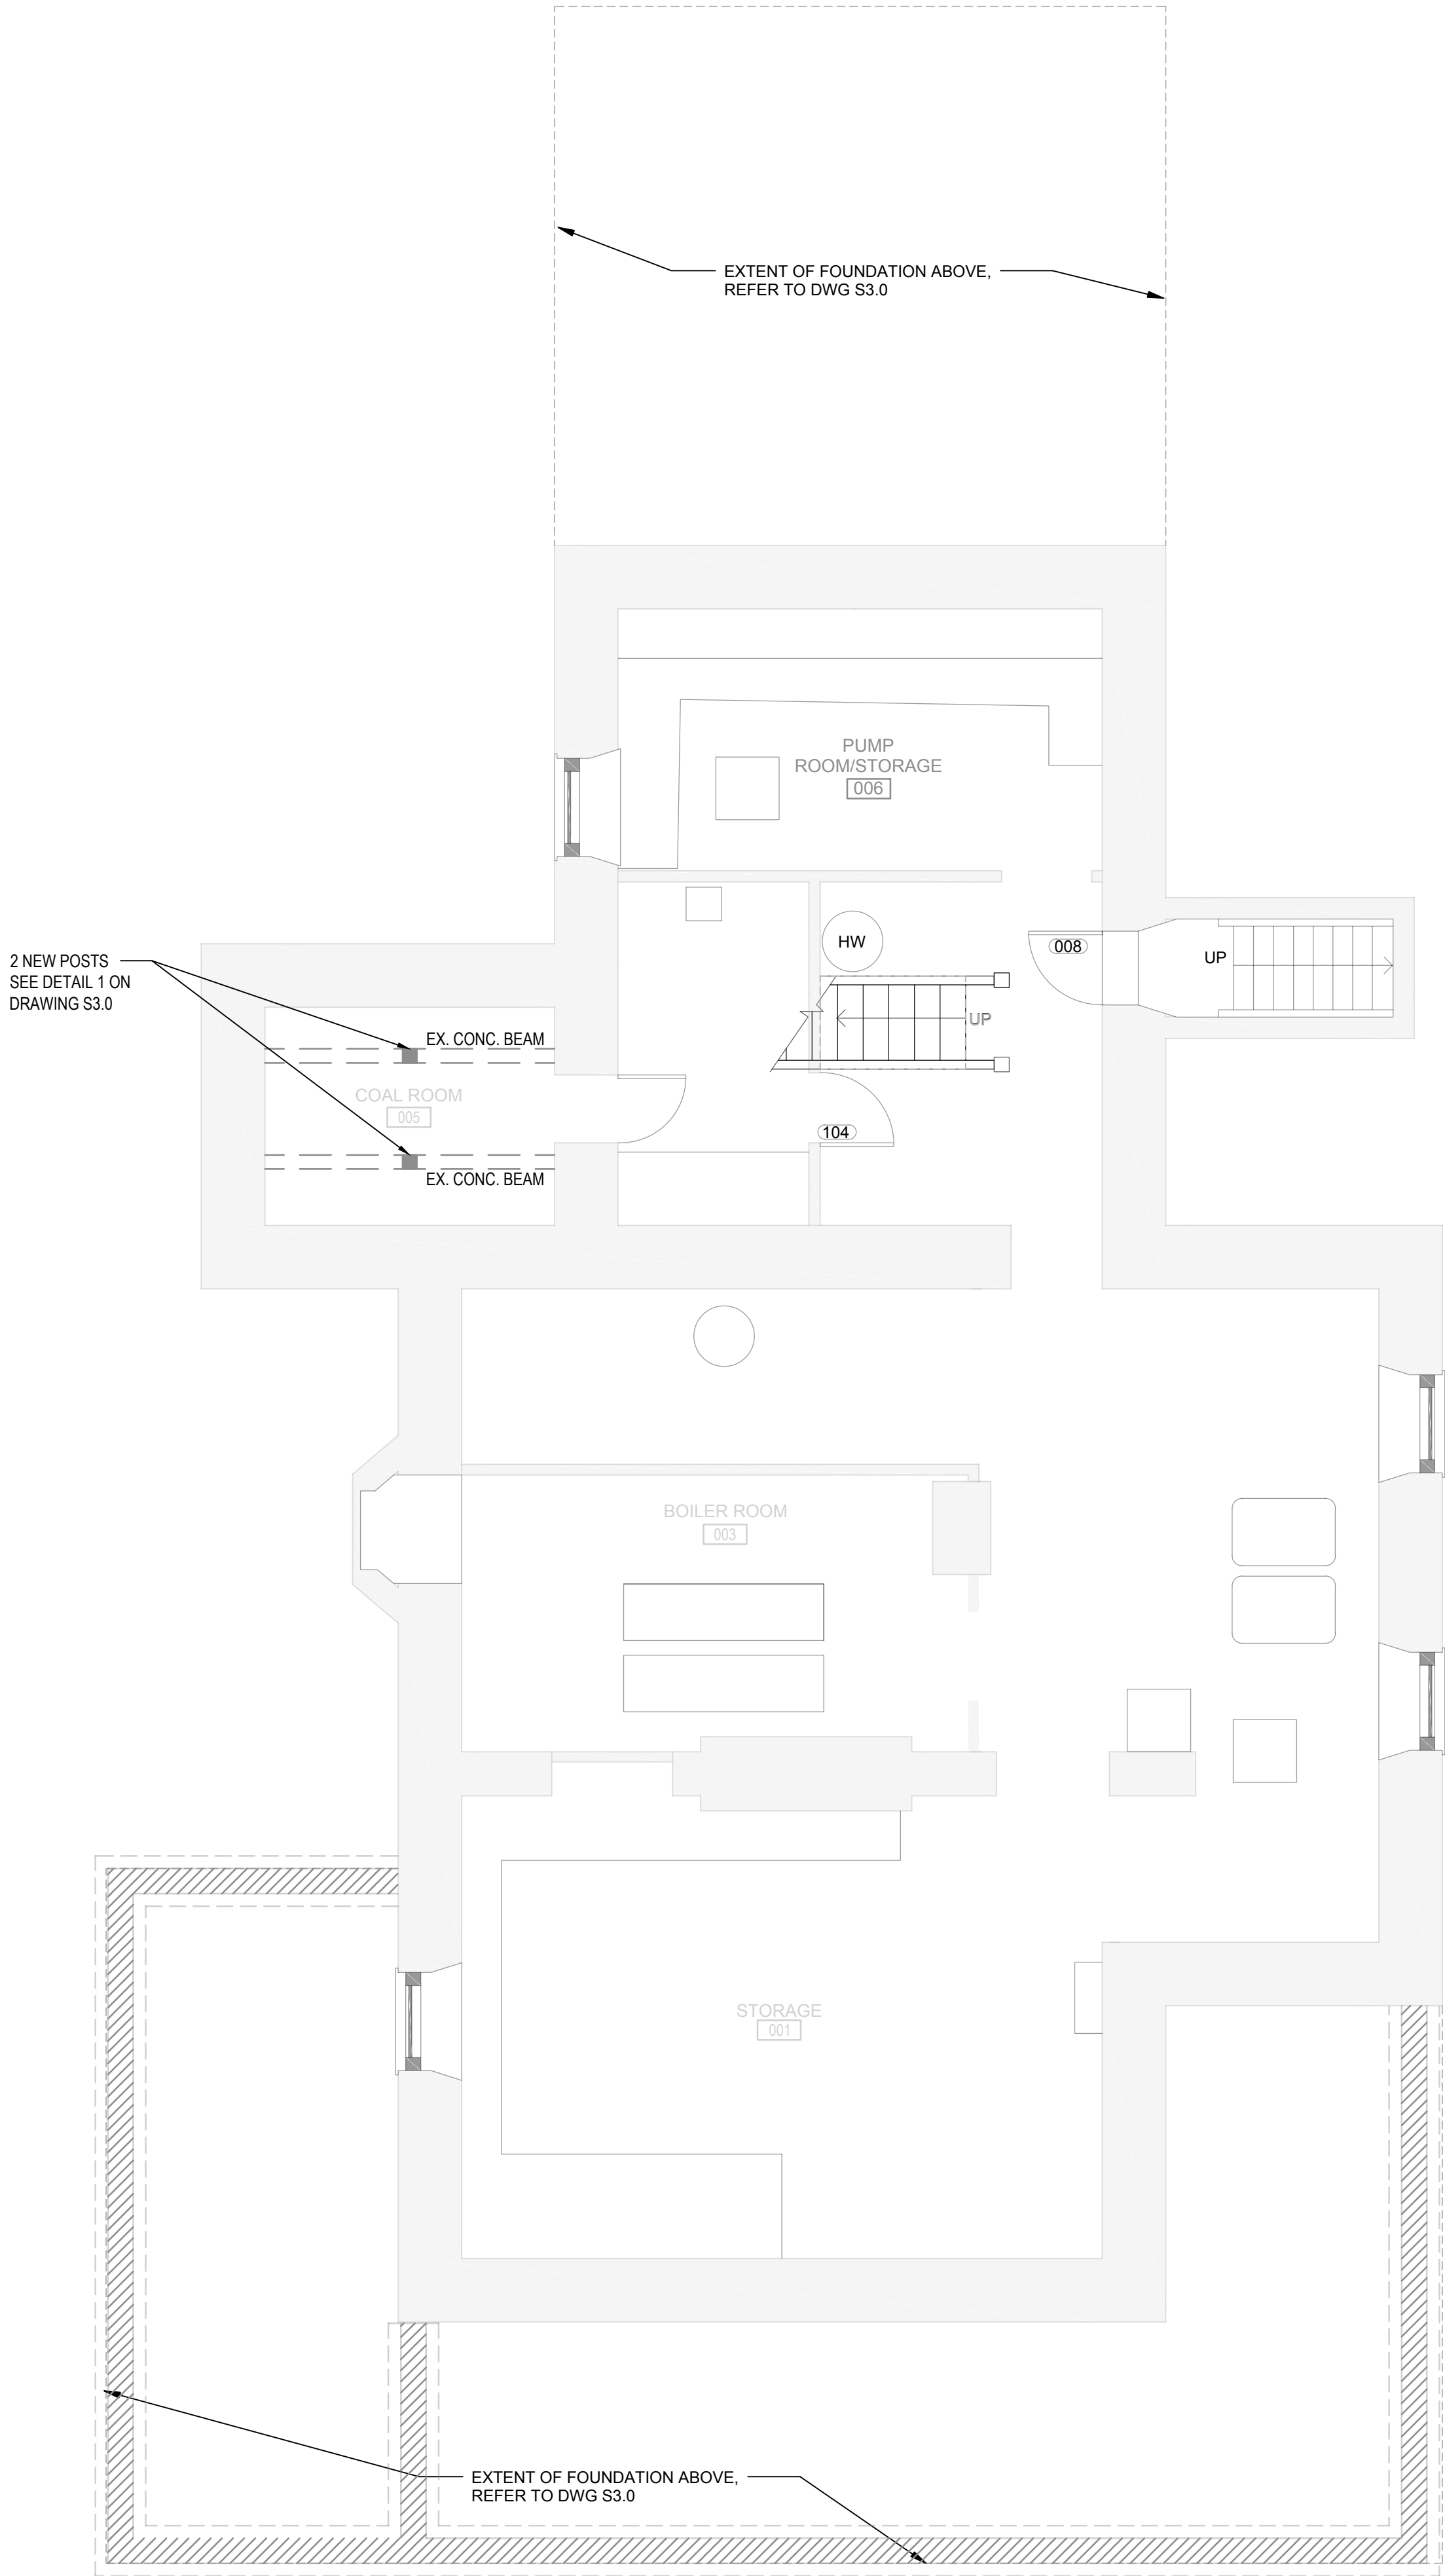 EXTENT OF FOUNDATION ABOVE,
REFER TO DWG S3.0
PUMP
ROOM/STORAGE
006
HW
008
UP
UP
2 NEW POSTS
SEE DETAIL 1 ON
DRAWING S3.0
EX. CONC. BEAM
COAL ROOM
005
104
EX. CONC. BEAM
BOILER ROOM
003
STORAGE
001
EXTENT OF FOUNDATION ABOVE,
REFER TO DWG S3.0